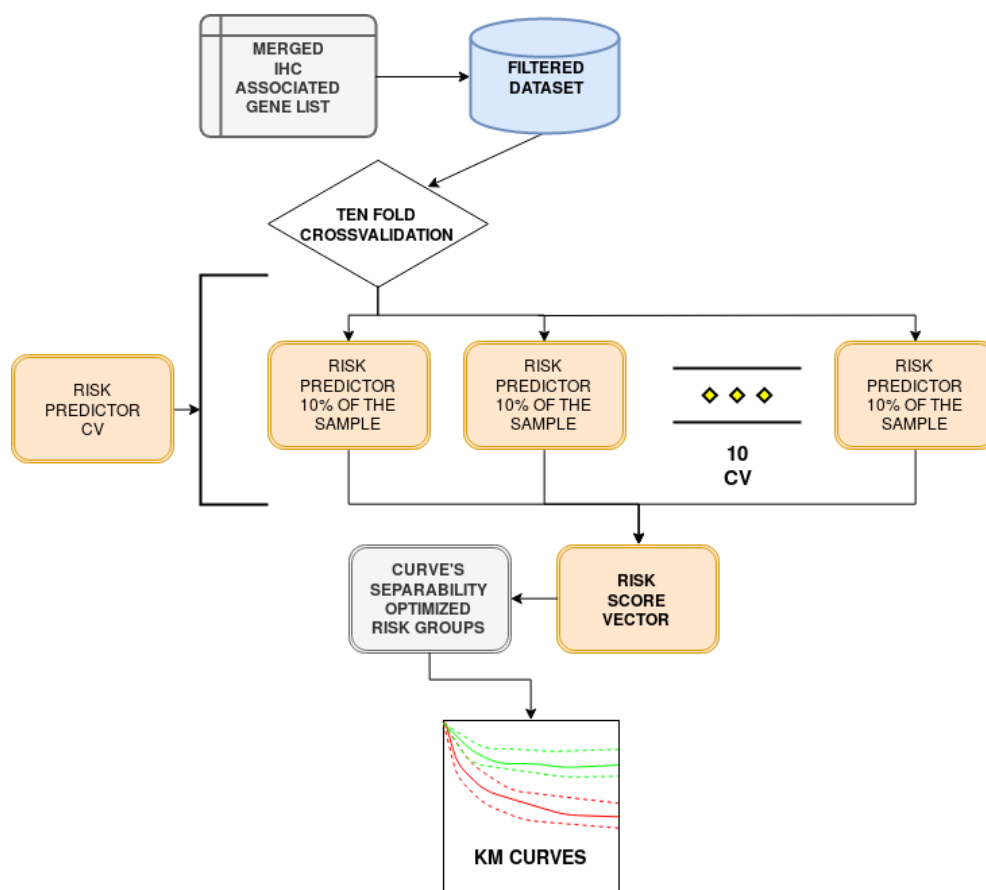 MERGED
IHC
ASSOCIATED
GENE LIST
FILTERED
DATASET
TEN FOLD
CROSSVALIDATION
RISK
PREDICTOR
CV
RISK
PREDICTOR
10% OF THE
SAMPLE
RISK
PREDICTOR
10% OF THE
SAMPLE
10
CV
RISK
PREDICTOR
10% OF THE
SAMPLE
CURVE'S
SEPARABILITY
OPTIMIZED
RISK GROUPS
RISK
SCORE
VECTOR
KM CURVES